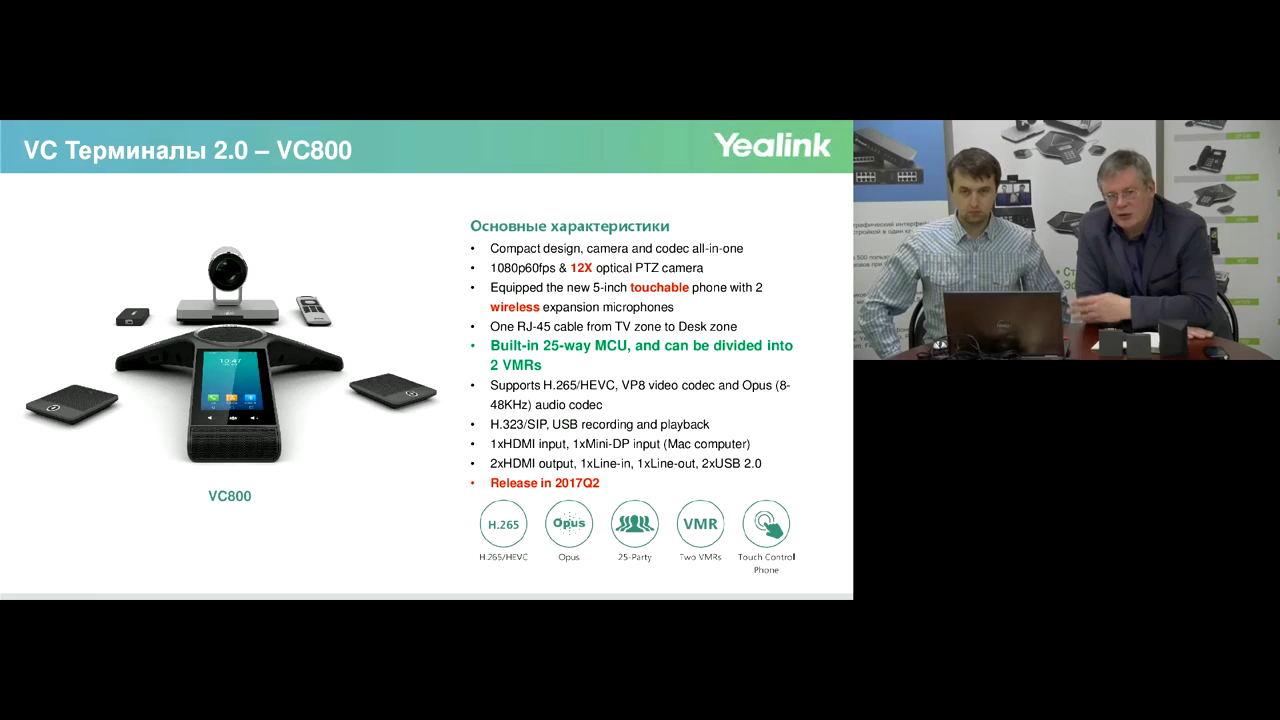 VC Терминалы 2.0 – VC800
Yealink
Основные характеристики
• Compact design, camera and codec all-in-one
• 1080p60fps & 12X optical PTZ camera
• Equipped the new 5-inch touchable phone with 2
wireless expansion microphones
• One RJ-45 cable from TV zone to Desk zone
• Built-in 25-way MCU, and can be divided into
2 VMRs
• Supports H.265/HEVC, VP8 video codec and Opus (8-
48KHz) audio codec
• H.323/SIP, USB recording and playback
• 1xHDMI input, 1xMini-DP input (Mac computer)
• 2xHDMI output, 1xLine-in, 1xLine-out, 2xUSB 2.0
• Release in 2017Q2
10:47
VC800
H.265
Opus
VMR
H.265/HEVC
Opus
25-Party
Two VMRs
Touch Control
Phone